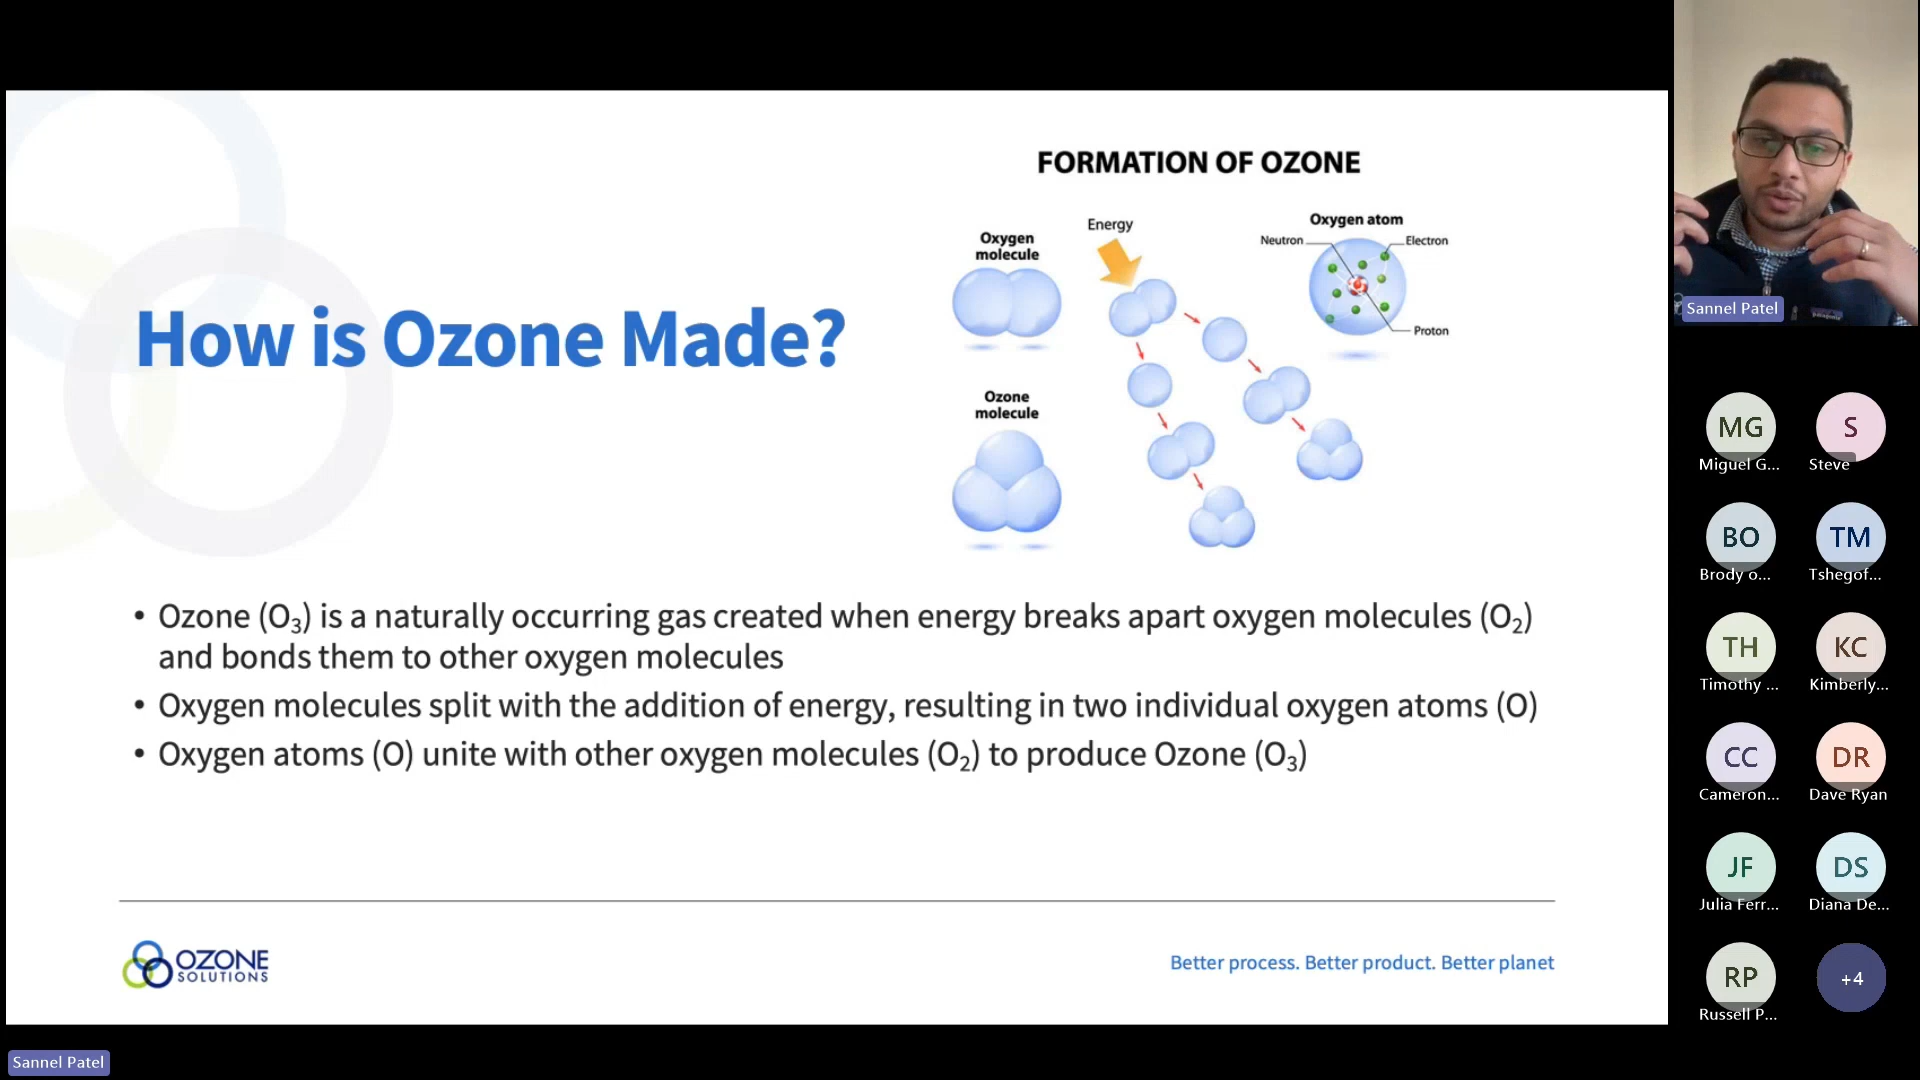 FORMATION OF OZONE
Energy
Oxygen atom
Neutron
Electron
Oxygen
molecule
Proton
How is Ozone Made?
Ozone
molecule
• Ozone (O₃) is a naturally occurring gas created when energy breaks apart oxygen molecules (O₂)
and bonds them to other oxygen molecules
• Oxygen molecules split with the addition of energy, resulting in two individual oxygen atoms (O)
• Oxygen atoms (O) unite with other oxygen molecules (O₂) to produce Ozone (O₃)
OZONE
SOLUTIONS
Better process. Better product. Better planet
Sannel Patel
Sannel Patel
MG
Miguel G...
S
Steve
BO
Brody o...
TM
Tshegof...
TH
Timothy ...
KC
Kimberly...
CC
Cameron...
DR
Dave Ryan
JF
Julia Ferr...
DS
Diana De...
RP
Russell P...
+4